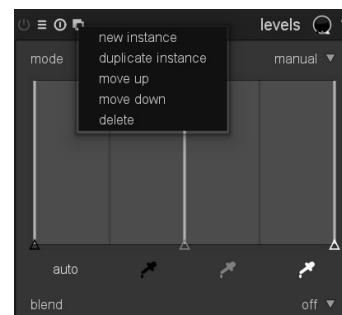 levels
new instance
mode duplicate instance manual
move up
move down
delete
auto
blend off